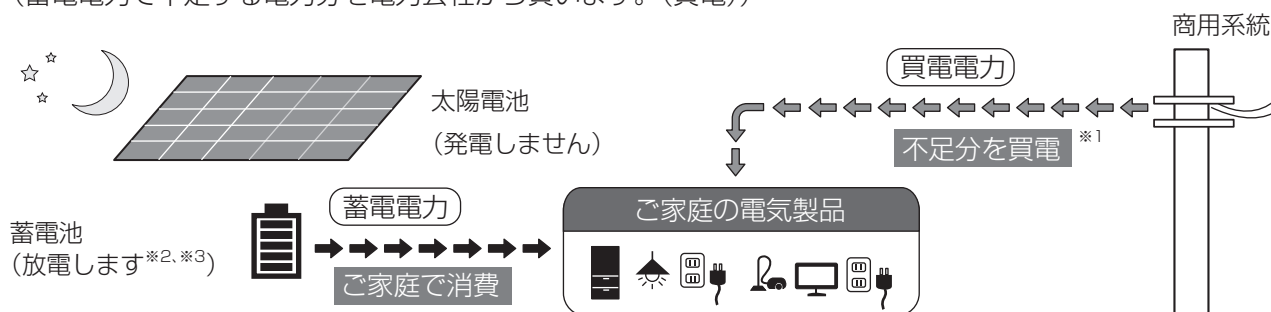 （蓄電電力で不足する電力分を電力会社から買います。（買電））
商用系統
買電電力
太陽電池
（発電しません）
不足分を買電 ※1
蓄電電力
ご家庭の電気製品
蓄電池
（放電します※2、※3）
ご家庭で消費